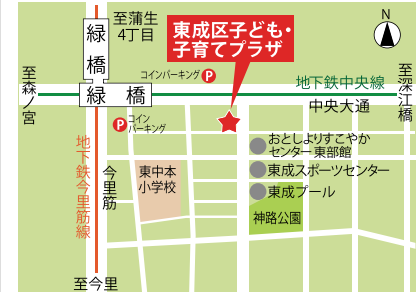 至蒲生
4丁目
緑橋
東成区子ども・
子育てプラザ
N
コインパーキング P
地下鉄中央線
至森ノ宮
緑橋
中央大通
至深江橋
P コイン
パーキング
おとしよりすこやか
センター東部館
地下鉄今里筋線
今里筋
東中本
小学校
東成スポーツセンター
東成プール
神路公園
至今里